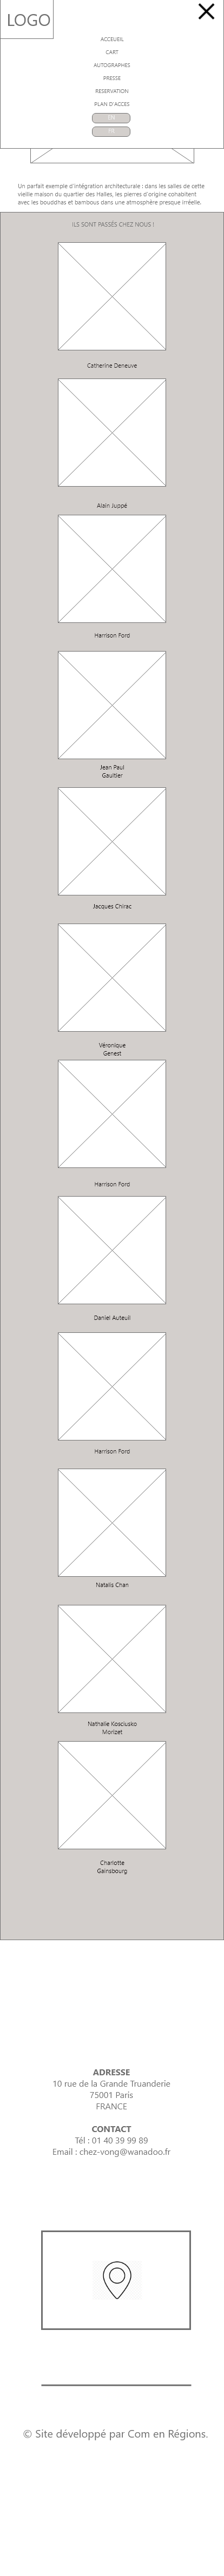 LOGO
ACCEUEIL
CART
AUTOGRAPHES
PRESSE
RESERVATION
PLAN D'ACCES
EN
Un parfait exemple d'intégration architecturale : dans les salles de cette
vieille maison du quartier des Halles, les pierres d'origine cohabitent
avec les bouddhas et bambous dans une atmosphère presque irréelle.
ILS SONT PASSÉS CHEZ NOUS !
Catherine Deneuve
Alain Juppé
Harrison Ford
Jean Paul
Gaultier
Jacques Chirac
Véronique
Genest
Harrison Ford
Daniel Auteuil
Harrison Ford
Natalis Chan
Nathalie Kosciusko
Morizet
Charlotte
Gainsbourg
ADRESSE
10 rue de la Grande Truanderie
75001 Paris
FRANCE
CONTACT
Tél : 01 40 39 99 89
Email : chez-vong@wanadoo.fr
© Site développé par Com en Régions.